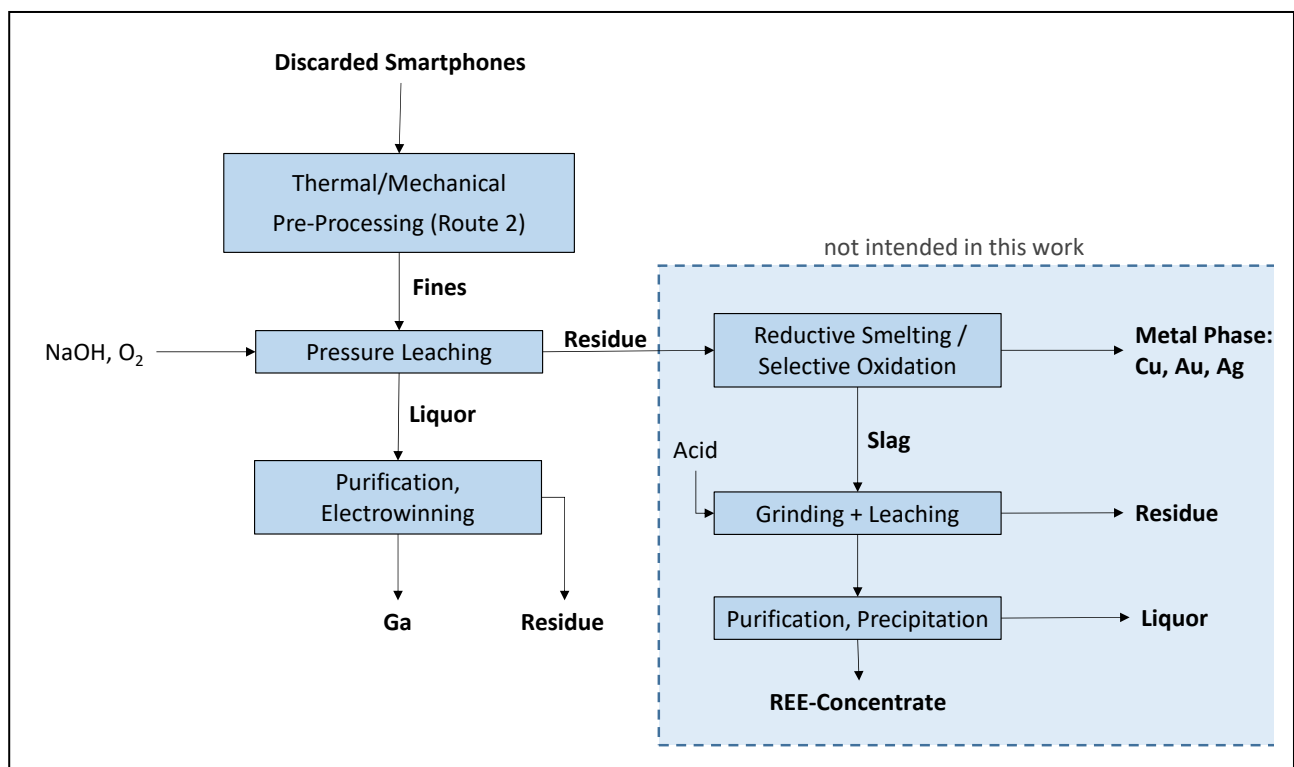 Discarded Smartphones
Thermal/Mechanical
Pre-Processing (Route 2)
not intended in this work
Fines
NaOH, O₂
Pressure Leaching
Residue
Reductive Smelting /
Selective Oxidation
Metal Phase:
Cu, Au, Ag
Liquor
Slag
Acid
Purification,
Electrowinning
Grinding + Leaching
Residue
Ga
Residue
Purification, Precipitation
Liquor
REE-Concentrate